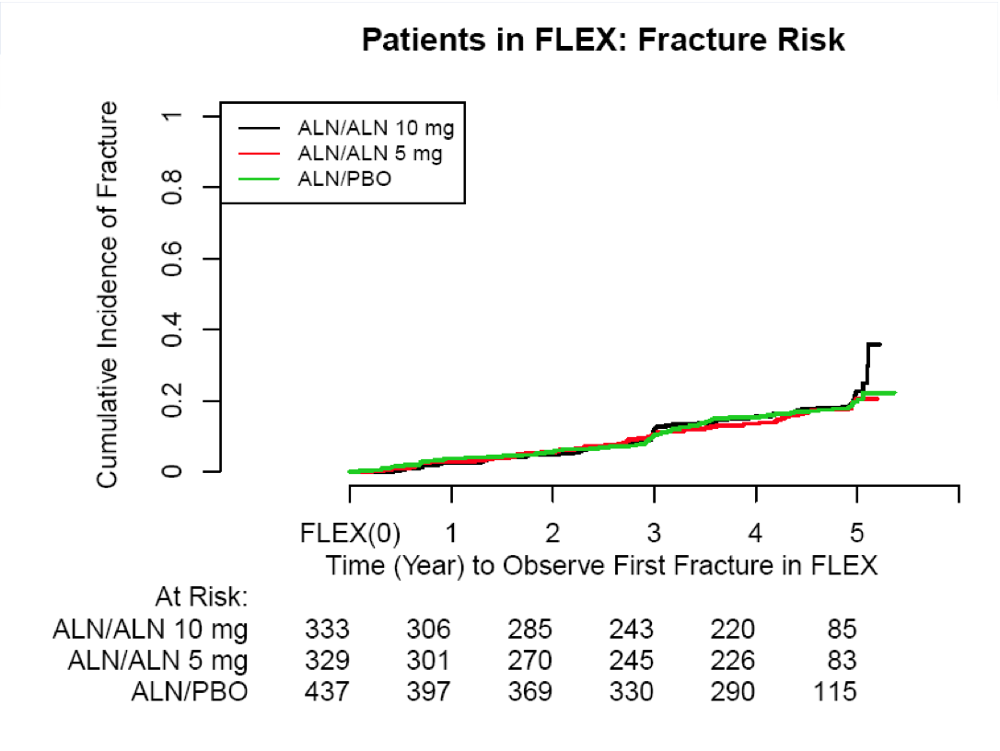 Patients in FLEX: Fracture Risk
Cumulative Incidence of Fracture
1
0.8
0.6
0.4
0.2
0
ALN/ALN 10 mg
ALN/ALN 5 mg
ALN/PBO
FLEX(0) 1 2 3 4 5
Time (Year) to Observe First Fracture in FLEX
At Risk:
ALN/ALN 10 mg 333 306 285 243 220 85
ALN/ALN 5 mg 329 301 270 245 226 83
ALN/PBO 437 397 369 330 290 115